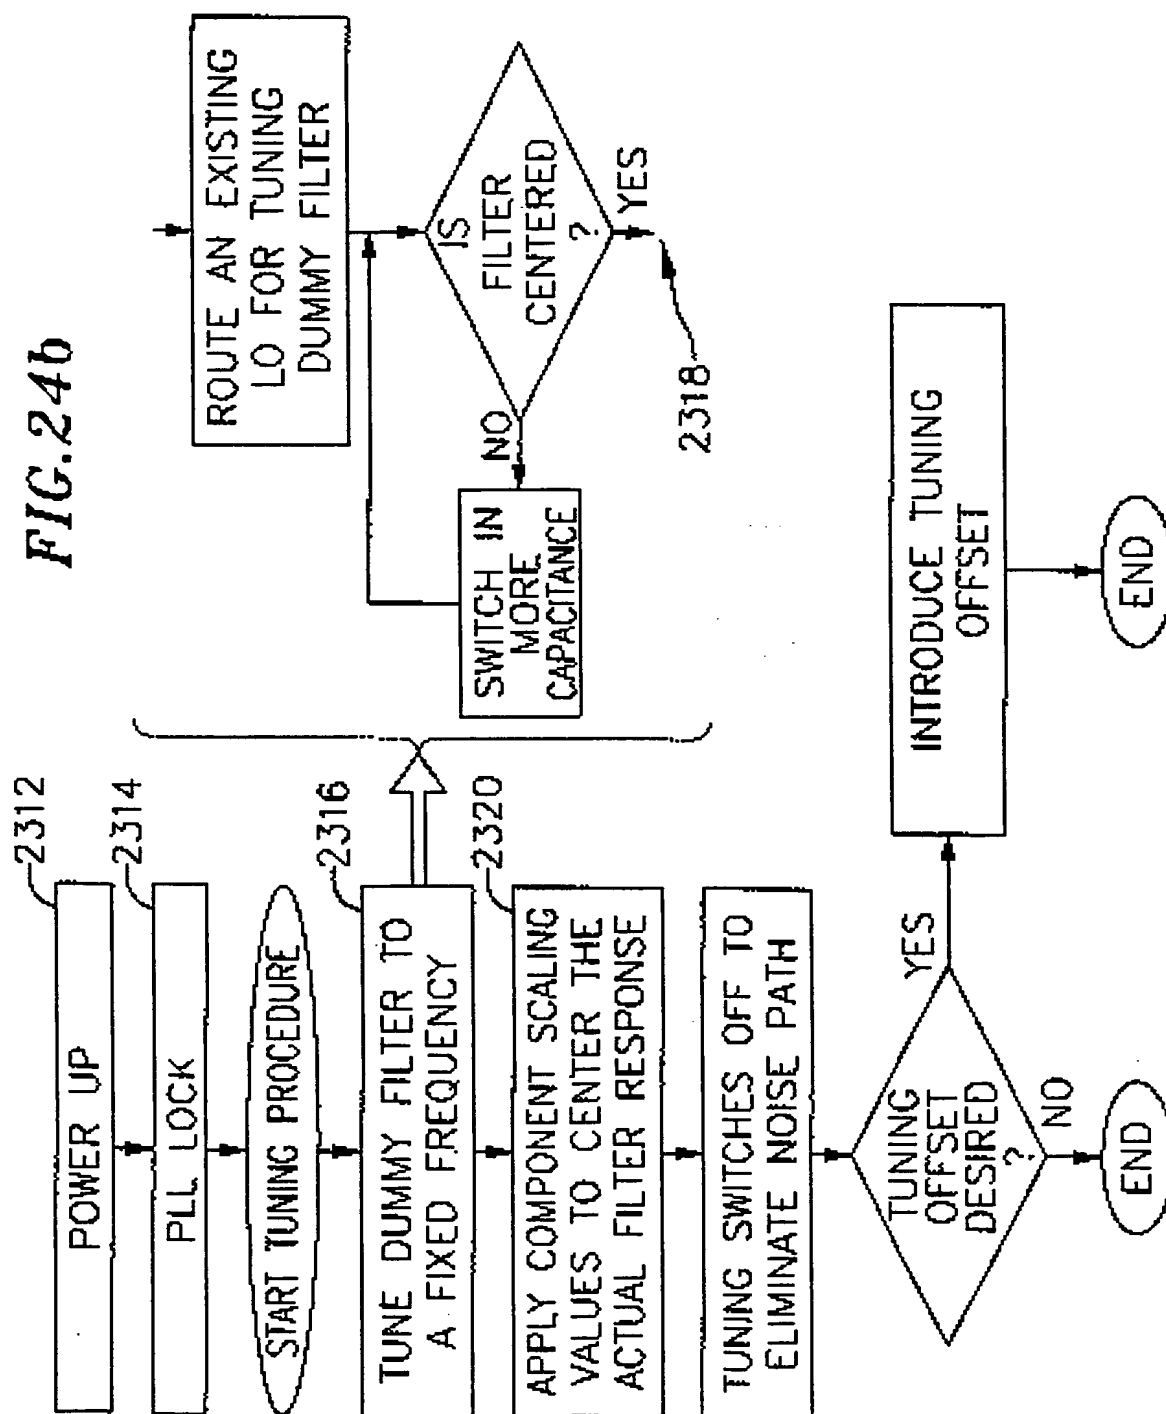 FIG.24b
POWER UP
2312
PLL LOCK
2314
START TUNING PROCEDURE
TUNE DUMMY FILTER TO
A FIXED FREQUENCY
2316
APPLY COMPONENT SCALING
VALUES TO CENTER THE
ACTUAL FILTER RESPONSE
2320
TUNING SWITCHES OFF TO
ELIMINATE NOISE PATH
TUNING
OFFSET
DESIRED
?
YES
NO
END
INTRODUCE TUNING
OFFSET
END
ROUTE AN EXISTING
LO FOR TUNING
DUMMY FILTER
IS
FILTER
CENTERED
?
NO
YES
SWITCH IN
MORE
CAPACITANCE
2318